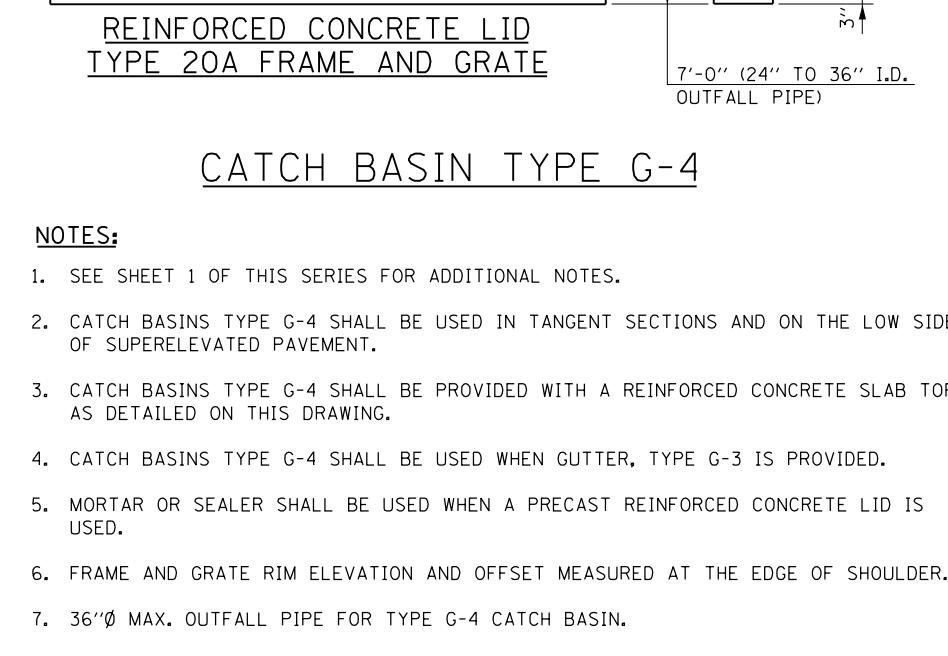 REINFORCED CONCRETE LID
TYPE 20A FRAME AND GRATE
3''
7'-0'' (24'' TO 36'' I.D.
OUTFALL PIPE)
CATCH BASIN TYPE G-4
NOTES:
1. SEE SHEET 1 OF THIS SERIES FOR ADDITIONAL NOTES.
2. CATCH BASINS TYPE G-4 SHALL BE USED IN TANGENT SECTIONS AND ON THE LOW SIDE
OF SUPERELEVATED PAVEMENT.
3. CATCH BASINS TYPE G-4 SHALL BE PROVIDED WITH A REINFORCED CONCRETE SLAB TOP
AS DETAILED ON THIS DRAWING.
4. CATCH BASINS TYPE G-4 SHALL BE USED WHEN GUTTER, TYPE G-3 IS PROVIDED.
5. MORTAR OR SEALER SHALL BE USED WHEN A PRECAST REINFORCED CONCRETE LID IS
USED.
6. FRAME AND GRATE RIM ELEVATION AND OFFSET MEASURED AT THE EDGE OF SHOULDER.
7. 36''Ø MAX. OUTFALL PIPE FOR TYPE G-4 CATCH BASIN.